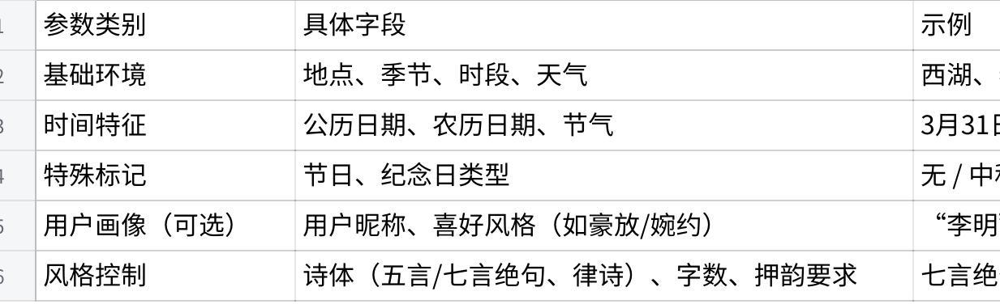 1 参数类别 具体字段 示例
2 基础环境 地点、季节、时段、天气 西湖、
3 时间特征 公历日期、农历日期、节气 3月31日
4 特殊标记 节日、纪念日类型 无 / 中
5 用户画像（可选） 用户昵称、喜好风格（如豪放/婉约） “李明”
6 风格控制 诗体（五言/七言绝句、律诗）、字数、押韵要求 七言绝